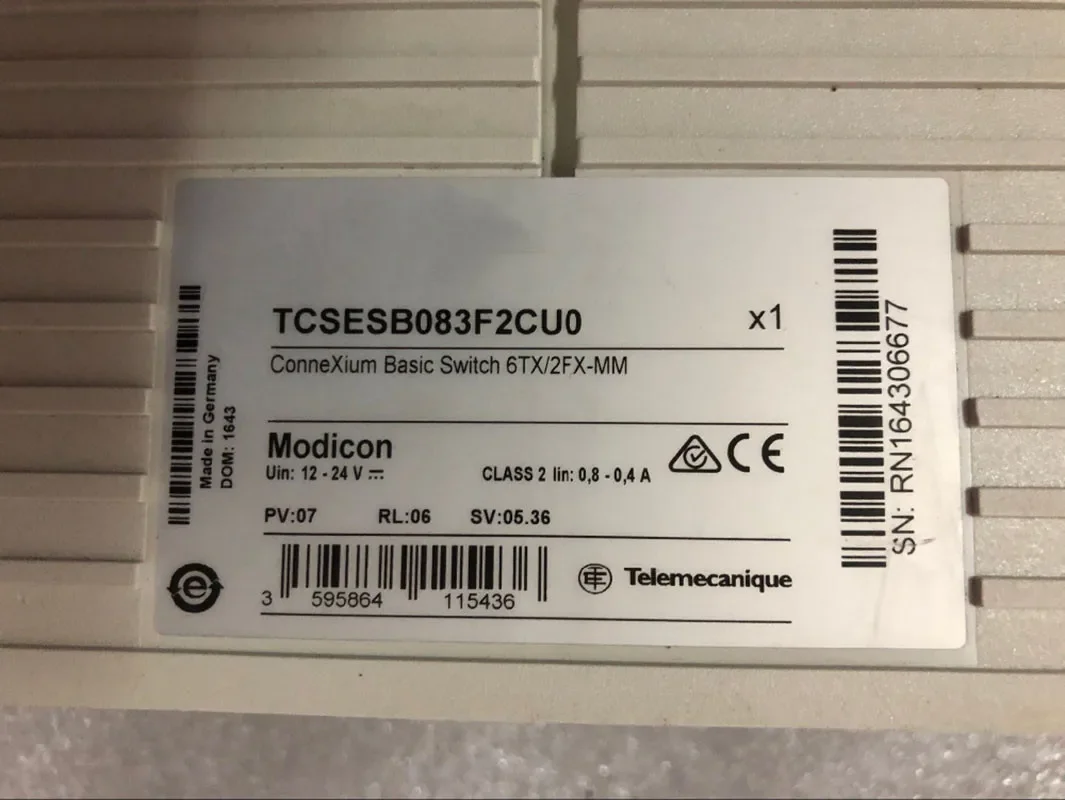 TCSESB083F2CU0 x1
ConneXium Basic Switch 6TX/2FX-MM
Modicon
Uin: 12 - 24 V CLASS 2 Iin: 0,8 - 0,4 A
PV:07 RL:06 SV:05.36
3 595864 115436
Telemecanique
Made in Germany
DOM: 1643
SN: RN164306677
CE
e